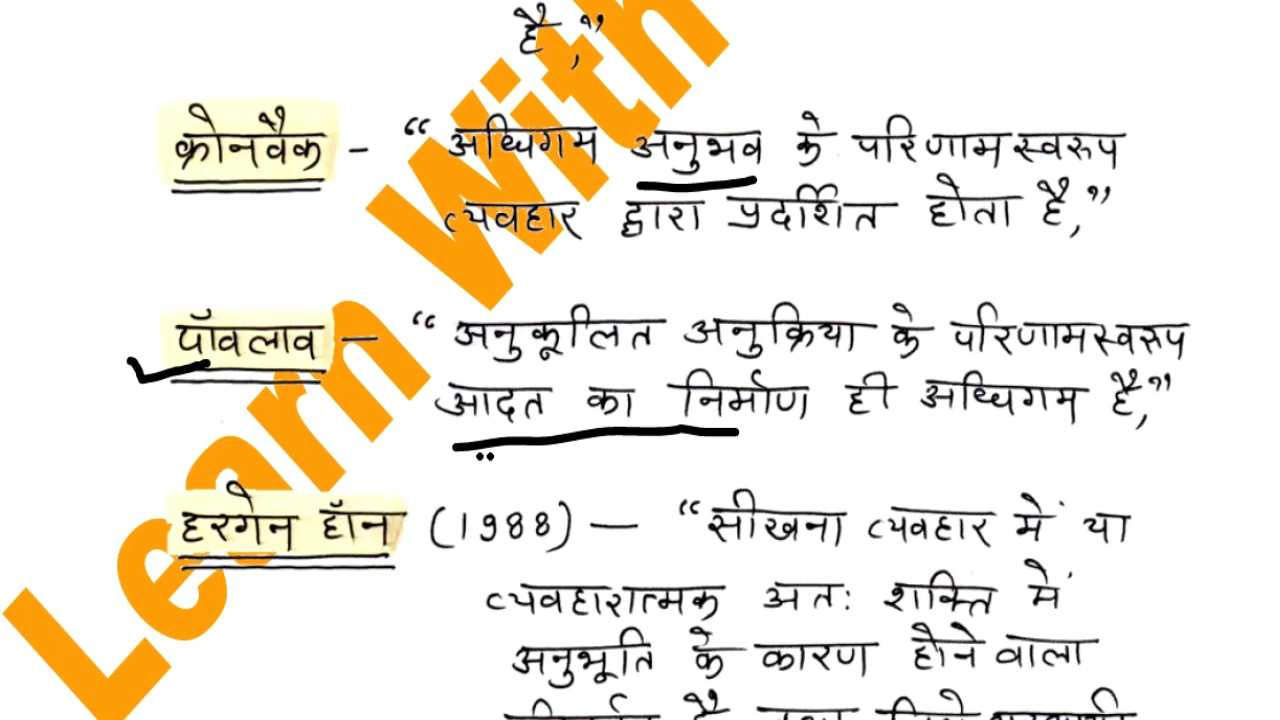 है,”
क्रोनवैक – “ अधिगम अनुभव के परिणामस्वरूप
व्यवहार द्वारा प्रदर्शित होता है,”
पॉवलाव – “ अनुकूलित अनुक्रिया के परिणामस्वरूप
आदत का निर्माण ही अधिगम है,”
हरगेन हॉन (1988) – “सीखना व्यवहार में या
व्यवहारात्मक अतः शक्ति में
अनुभूति के कारण होने वाला
Learn With